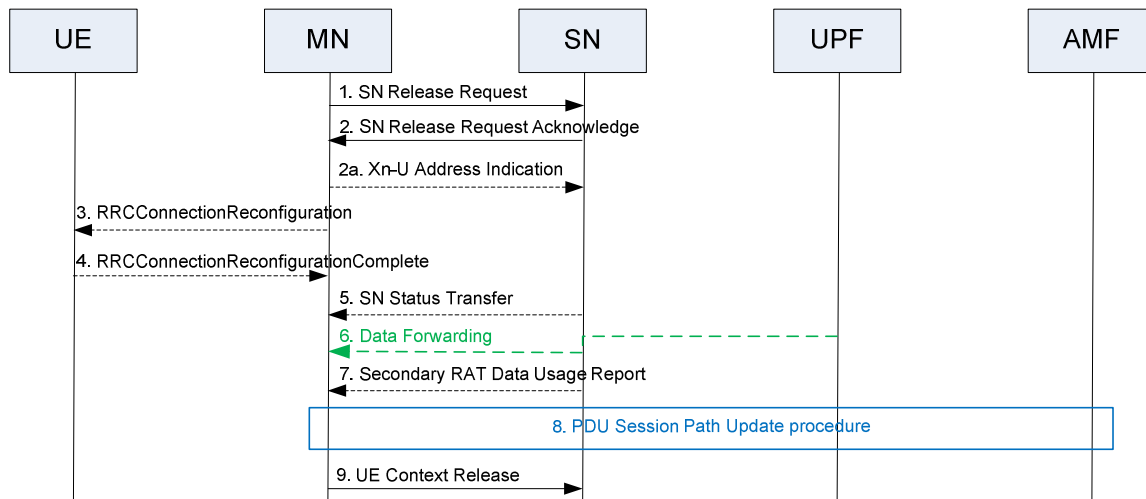 UE
MN
SN
UPF
AMF
1. SN Release Request
2. SN Release Request Acknowledge
2a. Xn-U Address Indication
3. RRCConnectionReconfiguration
4. RRCConnectionReconfigurationComplete
5. SN Status Transfer
6. Data Forwarding
7. Secondary RAT Data Usage Report
8. PDU Session Path Update procedure
9. UE Context Release